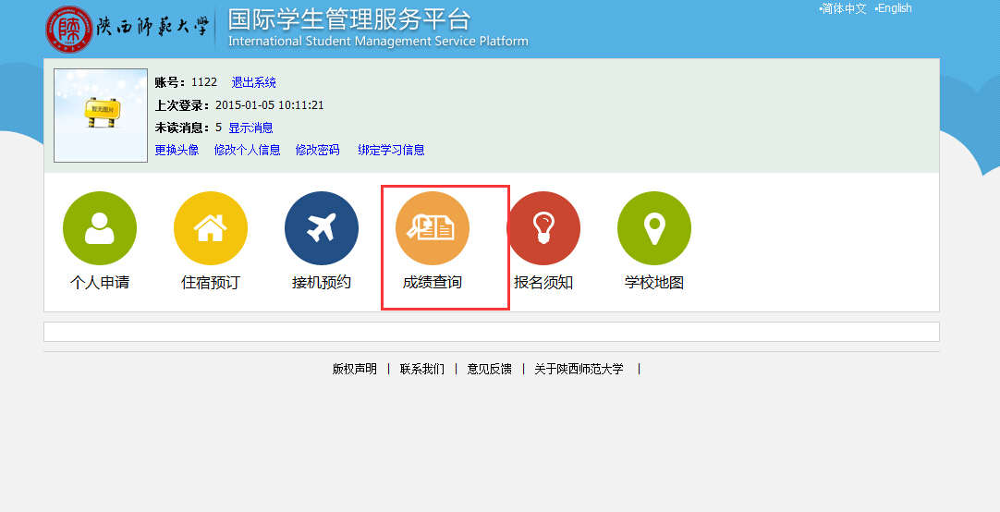 陕西师范大学
国际学生管理服务平台
International Student Management Service Platform
▪简体中文 ▪English
暂无图片
账号：1122 退出系统
上次登录：2015-01-05 10:11:21
未读消息：5 显示消息
更换头像 修改个人信息 修改密码 绑定学习信息
个人申请 住宿预订 接机预约 成绩查询 报名须知 学校地图
版权声明 | 联系我们 | 意见反馈 | 关于陕西师范大学 |